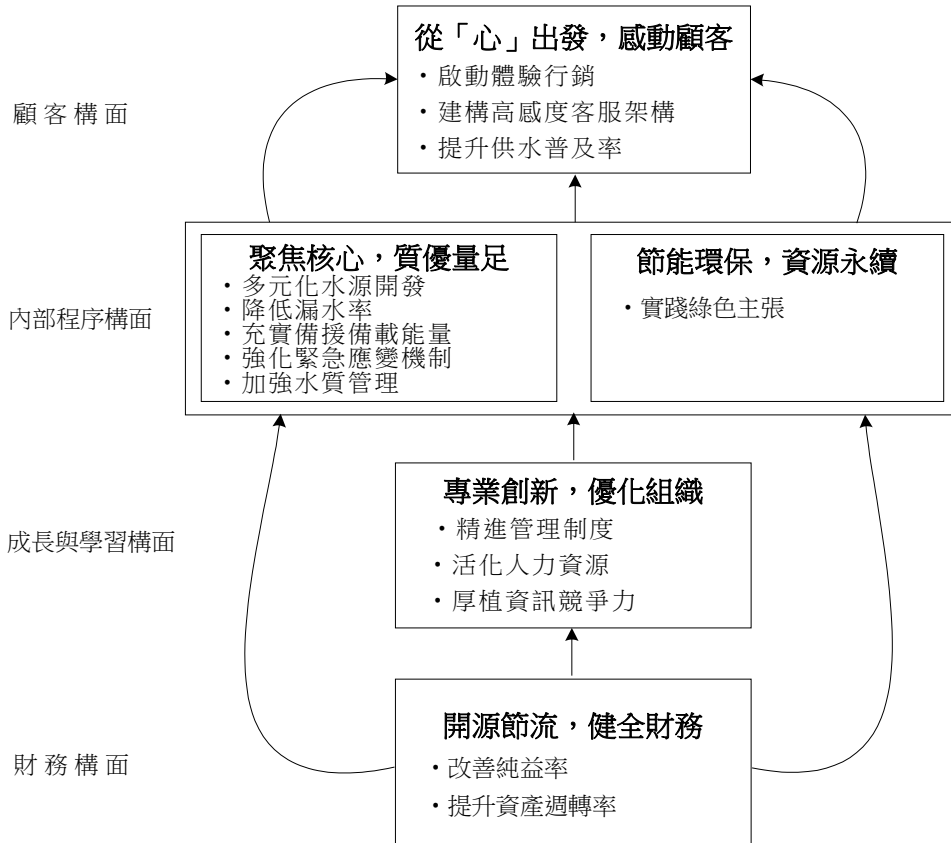 從「心」出發，感動顧客
・啟動體驗行銷
・建構高感度客服架構
・提升供水普及率
顧客構面
聚焦核心，質優量足
・多元化水源開發
・降低漏水率
・充實備援備載能量
・強化緊急應變機制
・加強水質管理
節能環保，資源永續
・實踐綠色主張
內部程序構面
專業創新，優化組織
・精進管理制度
・活化人力資源
・厚植資訊競爭力
成長與學習構面
開源節流，健全財務
・改善純益率
・提升資產週轉率
財務構面